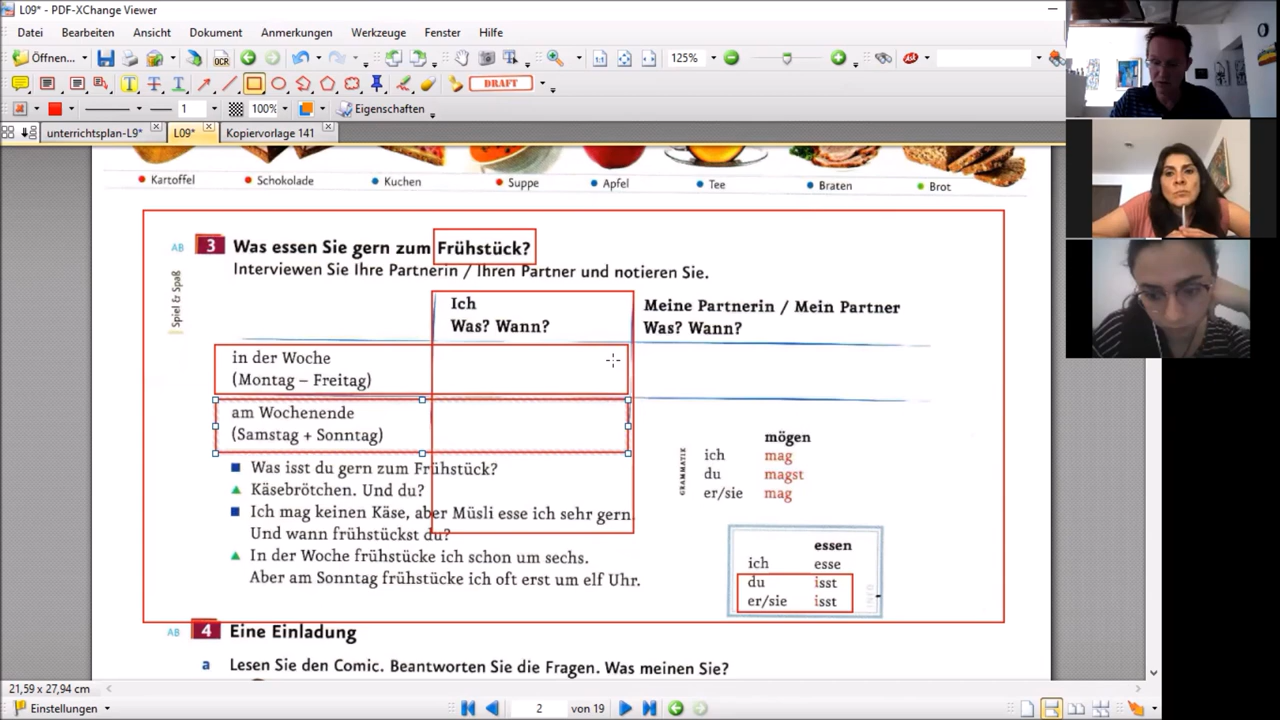 L09* - PDF-XChange Viewer
Datei Bearbeiten Ansicht Dokument Anmerkungen Werkzeuge Fenster Hilfe
Öffnen... OCR 125%
DRAFT
1 100% Eigenschaften
unterrichtsplan-L9* L09* Kopiervorlage 141
Kartoffel Schokolade Kuchen Suppe Apfel Tee Braten Brot
AB 3 Was essen Sie gern zum Frühstück?
Interviewen Sie Ihre Partnerin / Ihren Partner und notieren Sie.
Spiel & Spaß
Ich Meine Partnerin / Mein Partner
Was? Wann? Was? Wann?
in der Woche
(Montag – Freitag)
am Wochenende
(Samstag + Sonntag)
Was isst du gern zum Frühstück?
Käsebrötchen. Und du?
Ich mag keinen Käse, aber Müsli esse ich sehr gern.
Und wann frühstückst du?
In der Woche frühstücke ich schon um sechs.
Aber am Sonntag frühstücke ich oft erst um elf Uhr.
GRAMMATIK
mögen
ich mag
du magst
er/sie mag
essen
ich esse
du isst
er/sie isst
AB 4 Eine Einladung
a Lesen Sie den Comic. Beantworten Sie die Fragen. Was meinen Sie?
21,59 x 27,94 cm
Einstellungen 2 von 19